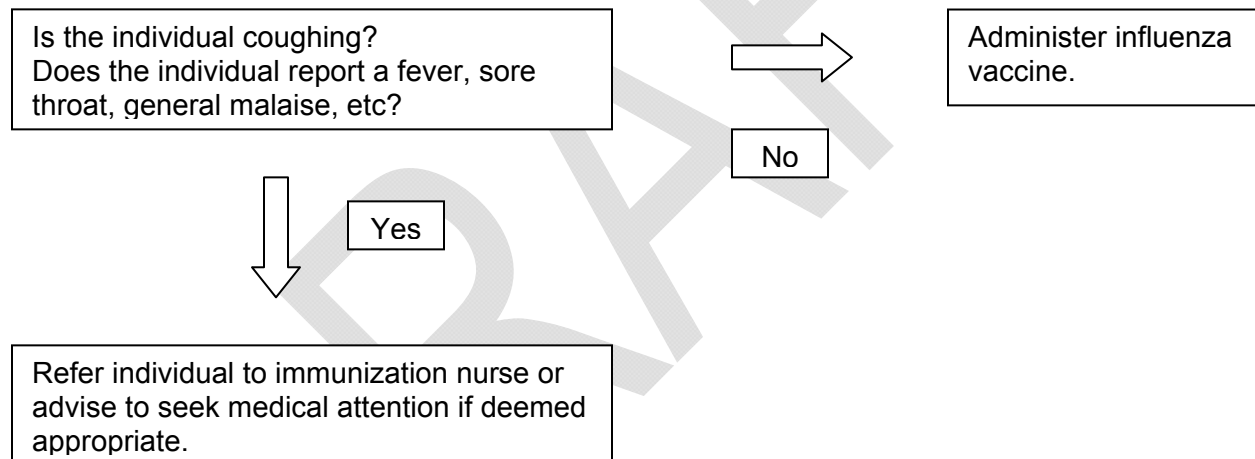 Is the individual coughing?
Does the individual report a fever, sore
throat, general malaise, etc?
Administer influenza
vaccine.
No
Yes
Refer individual to immunization nurse or
advise to seek medical attention if deemed
appropriate.
RAF